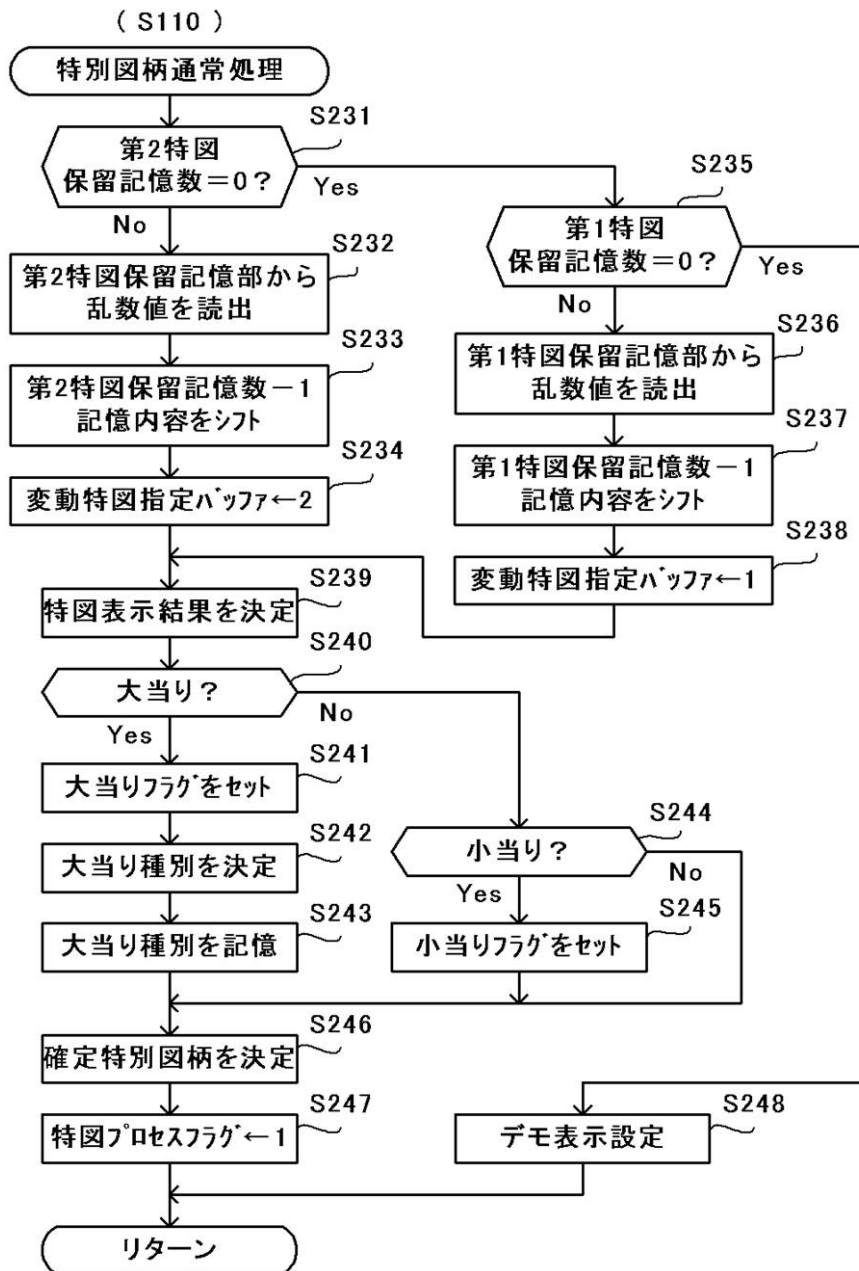 (S110)
特別図柄通常処理
S231
第2特図
保留記憶数=0?
Yes
No
S235
第1特図
保留記憶数=0?
Yes
No
S232
第2特図保留記憶部から
乱数値を読出
S233
第2特図保留記憶数-1
記憶内容をシフト
S234
変動特図指定バッファ←2
S236
第1特図保留記憶部から
乱数値を読出
S237
第1特図保留記憶数-1
記憶内容をシフト
S238
変動特図指定バッファ←1
S239
特図表示結果を決定
S240
大当り?
No
Yes
S241
大当りフラグをセット
S242
大当り種別を決定
S243
大当り種別を記憶
S244
小当り?
No
Yes
S245
小当りフラグをセット
S246
確定特別図柄を決定
S247
特図プロセスフラグ←1
S248
デモ表示設定
リターン